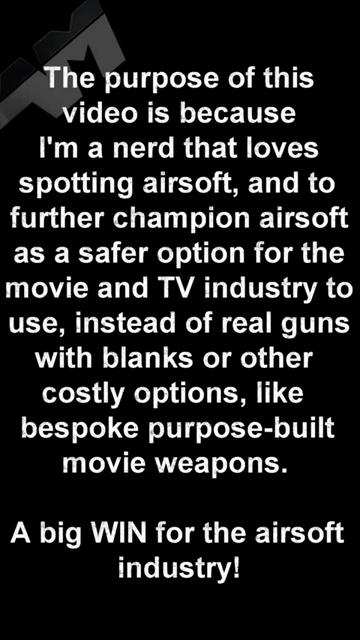 The purpose of this
video is because
I'm a nerd that loves
spotting airsoft, and to
further champion airsoft
as a safer option for the
movie and TV industry to
use, instead of real guns
with blanks or other
costly options, like
bespoke purpose-built
movie weapons.
A big WIN for the airsoft
industry!